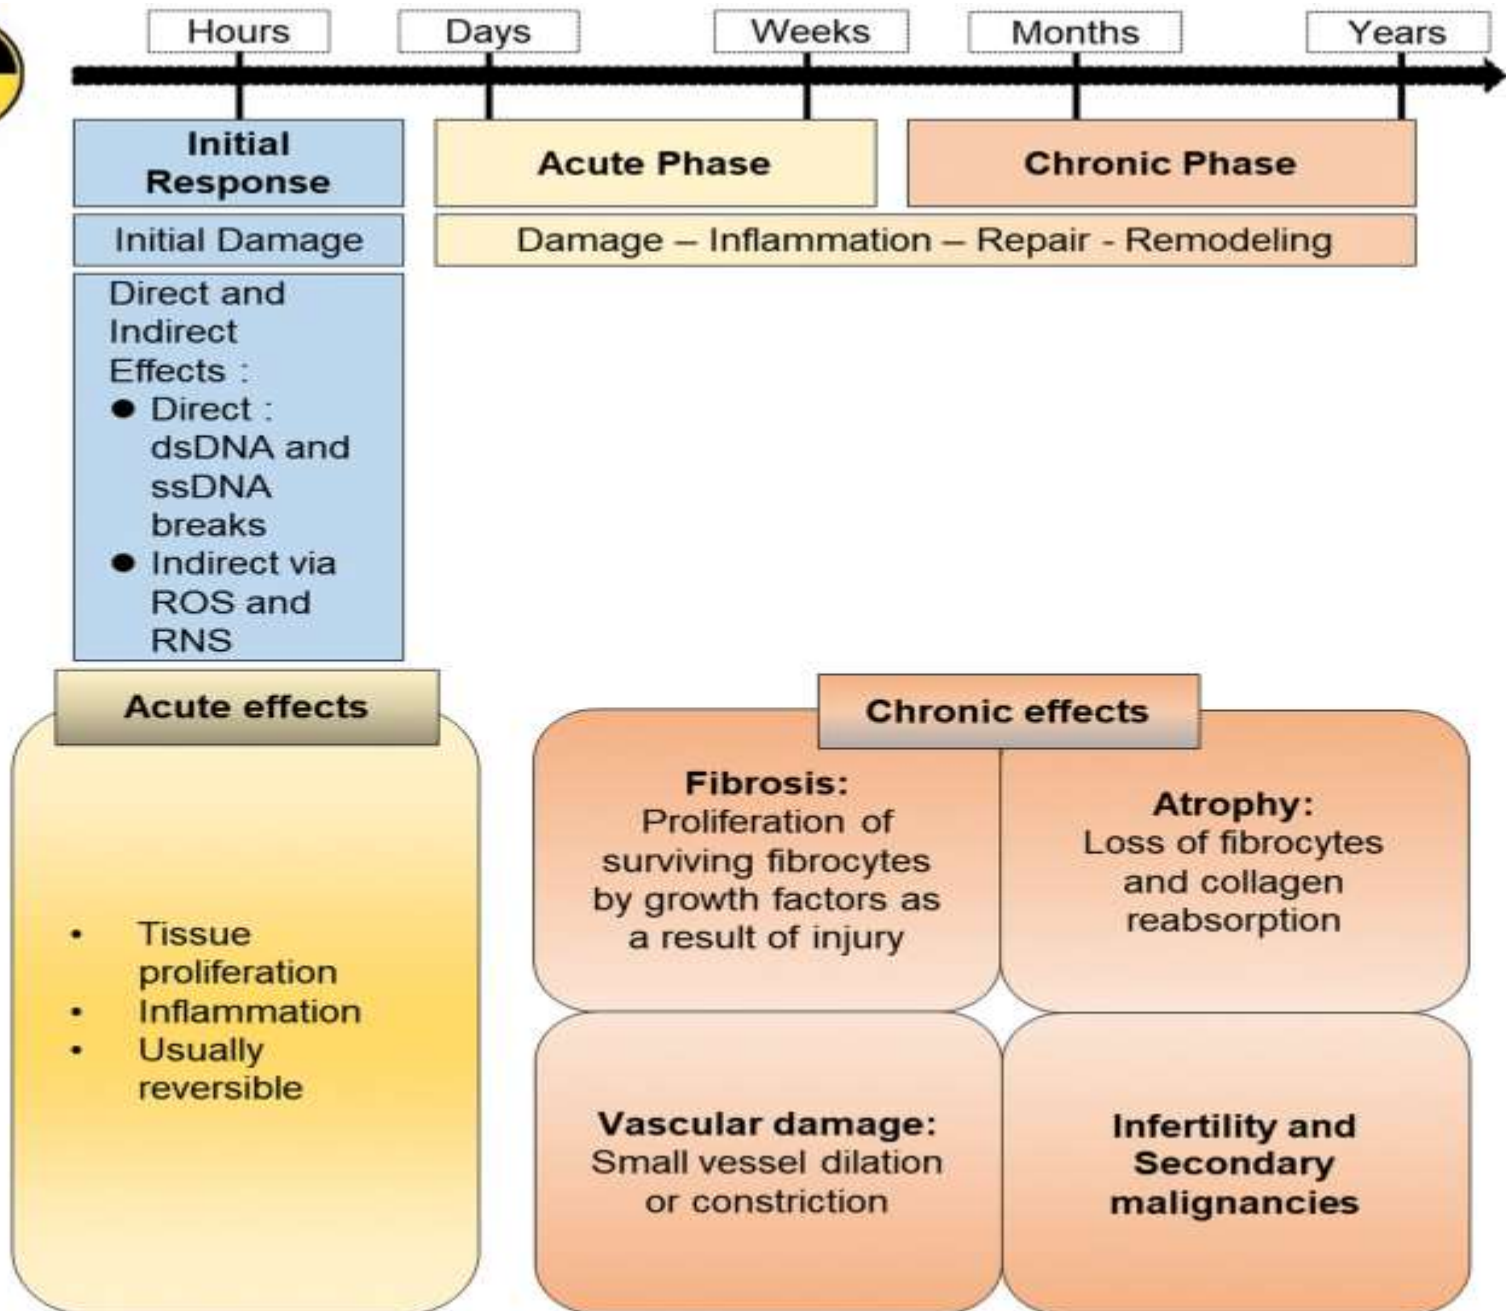 Hours
Days
Weeks
Months
Years
Initial
Response
Acute Phase
Chronic Phase
Initial Damage
Damage – Inflammation – Repair - Remodeling
Direct and
Indirect
Effects :
● Direct :
dsDNA and
ssDNA
breaks
● Indirect via
ROS and
RNS
Acute effects
• Tissue
proliferation
• Inflammation
• Usually
reversible
Chronic effects
Fibrosis:
Proliferation of
surviving fibrocytes
by growth factors as
a result of injury
Atrophy:
Loss of fibrocytes
and collagen
reabsorption
Vascular damage:
Small vessel dilation
or constriction
Infertility and
Secondary
malignancies